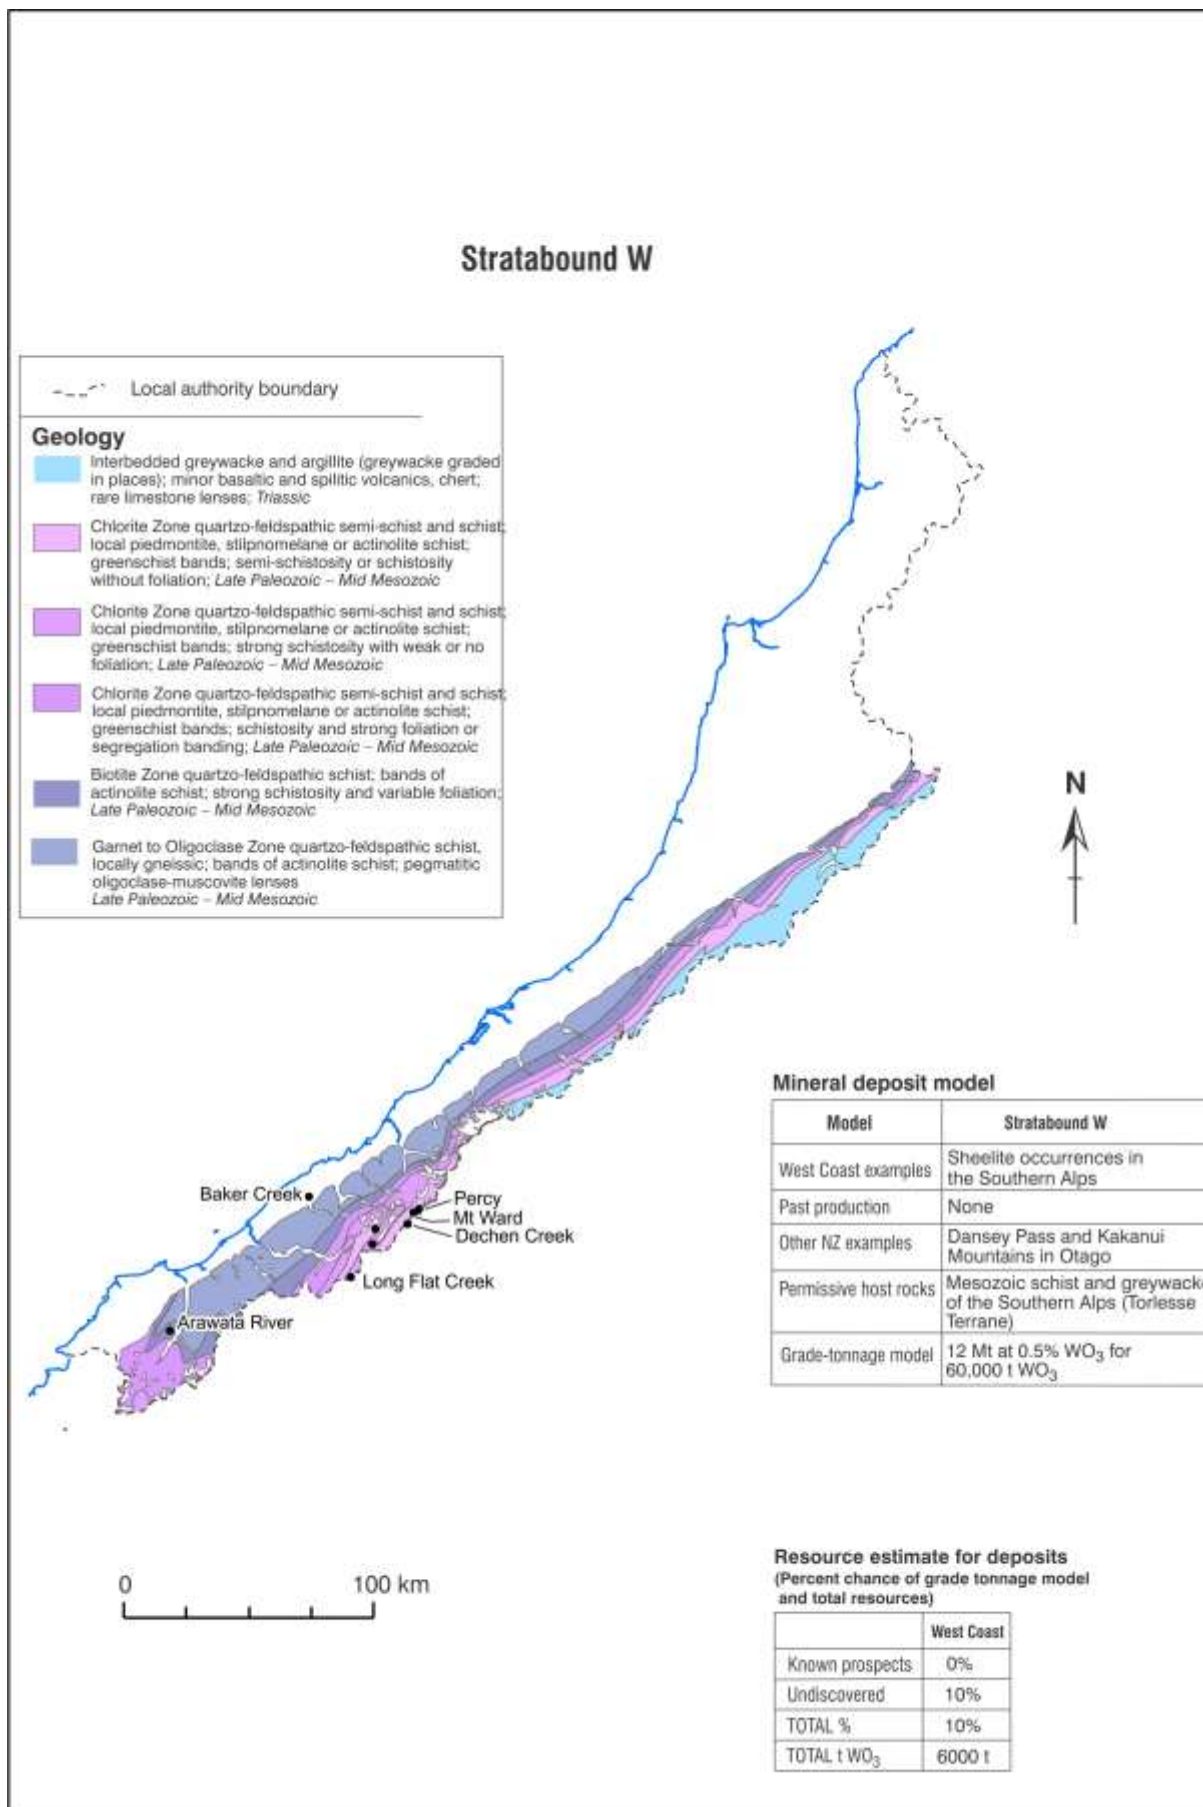 Stratabound W
Local authority boundary
Geology
Interbedded greywacke and argillite (greywacke graded
in places); minor basaltic and spilitic volcanics, chert;
rare limestone lenses; Triassic
Chlorite Zone quartzo-feldspathic semi-schist and schist;
local piedmontite, stilpnomelane or actinolite schist;
greenschist bands; semi-schistosity or schistosity
without foliation; Late Paleozoic – Mid Mesozoic
Chlorite Zone quartzo-feldspathic semi-schist and schist;
local piedmontite, stilpnomelane or actinolite schist;
greenschist bands; strong schistosity with weak or no
foliation; Late Paleozoic – Mid Mesozoic
Chlorite Zone quartzo-feldspathic semi-schist and schist;
local piedmontite, stilpnomelane or actinolite schist;
greenschist bands; schistosity and strong foliation or
segregation banding; Late Paleozoic – Mid Mesozoic
Biotite Zone quartzo-feldspathic schist; bands of
actinolite schist; strong schistosity and variable foliation;
Late Paleozoic – Mid Mesozoic
Garnet to Oligoclase Zone quartzo-feldspathic schist,
locally gneissic; bands of actinolite schist; pegmatitic
oligoclase-muscovite lenses
Late Paleozoic – Mid Mesozoic
N
Baker Creek
Percy
Mt Ward
Dechen Creek
Long Flat Creek
Arawata River
Mineral deposit model
Model Stratabound W
West Coast examples Sheelite occurrences in
the Southern Alps
Past production None
Other NZ examples Dansey Pass and Kakanui
Mountains in Otago
Permissive host rocks Mesozoic schist and greywacke
of the Southern Alps (Torlesse
Terrane)
Grade-tonnage model 12 Mt at 0.5% WO3 for
60,000 t WO3
0 100 km
Resource estimate for deposits
(Percent chance of grade tonnage model
and total resources)
West Coast
Known prospects 0%
Undiscovered 10%
TOTAL % 10%
TOTAL t WO3 6000 t